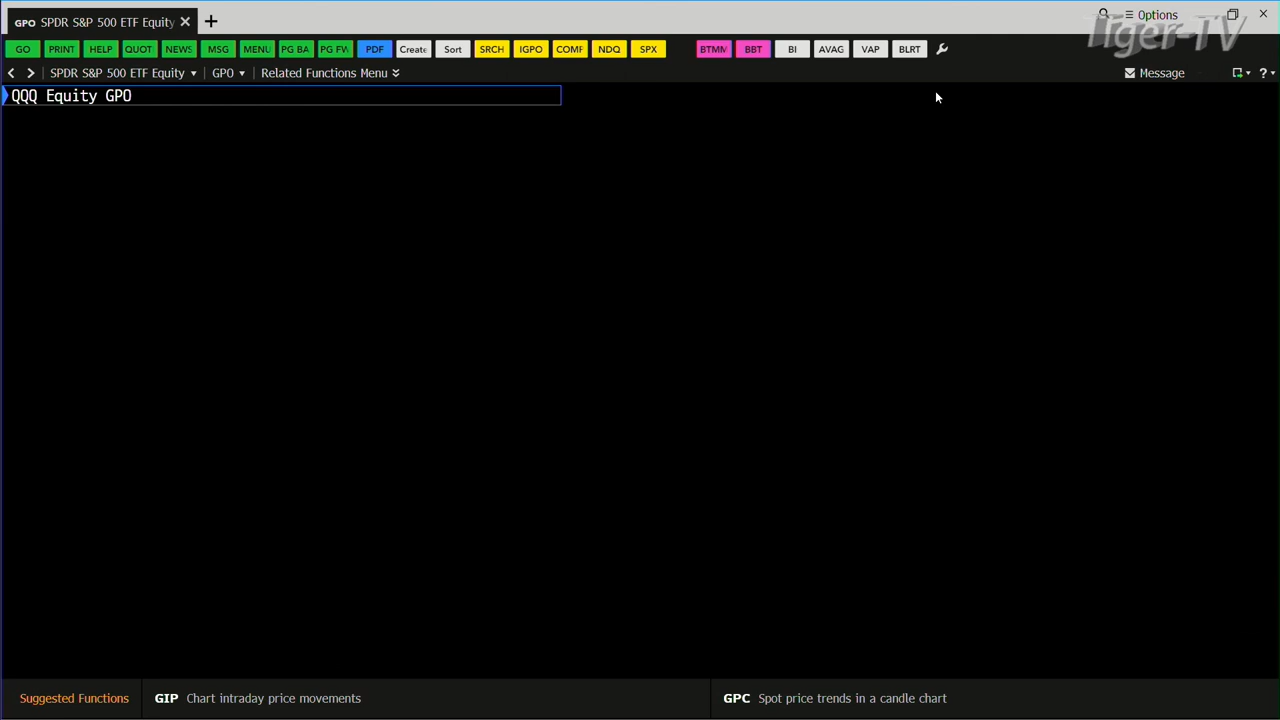 GPO SPDR S&P 500 ETF Equity
Options
Tiger-TV
GO PRINT HELP QUOT NEWS MSG MENU PG BA PG FW PDF Create Sort SRCH IGPO COMF NDQ SPX BTMM BBT BI AVAG VAP BLRT
SPDR S&P 500 ETF Equity GPO Related Functions Menu Message ?
QQQ Equity GPO
Suggested Functions GIP Chart intraday price movements GPC Spot price trends in a candle chart